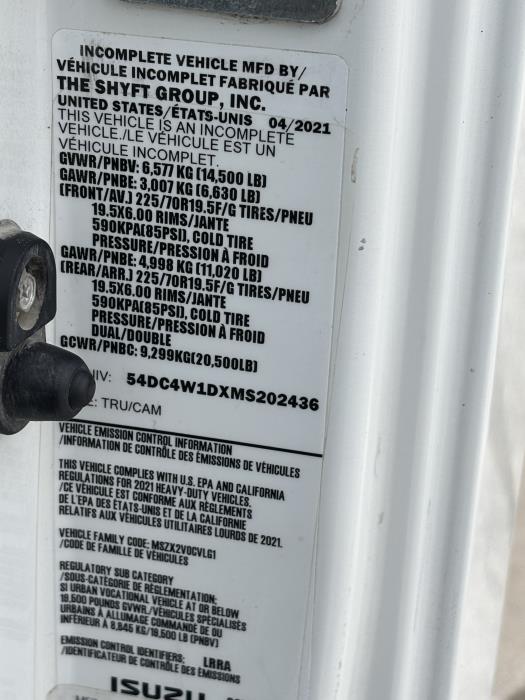 INCOMPLETE VEHICLE MFD BY/
VÉHICULE INCOMPLET FABRIQUÉ PAR
THE SHYFT GROUP, INC.
UNITED STATES/ÉTATS-UNIS 04/2021
THIS VEHICLE IS AN INCOMPLETE
VEHICLE./LE VÉHICULE EST UN
VÉHICULE INCOMPLET.
GVWR/PNBV: 6,577 KG (14,500 LB)
GAWR/PNBE: 3,007 KG (6,630 LB)
(FRONT/AV.) 225/70R19.5F/G TIRES/PNEU
19.5X6.00 RIMS/JANTE
590KPA(85PSI), COLD TIRE
PRESSURE/PRESSION À FROID
GAWR/PNBE: 4,998 KG (11,020 LB)
(REAR/ARR.) 225/70R19.5F/G TIRES/PNEU
19.5X6.00 RIMS/JANTE
590KPA(85PSI), COLD TIRE
PRESSURE/PRESSION À FROID
DUAL/DOUBLE
GCWR/PNBC: 9,299KG(20,500LB)
NIV: 54DC4W1DXMS202436
: TRU/CAM
VEHICLE EMISSION CONTROL INFORMATION
/INFORMATION DE CONTRÔLE DES ÉMISSIONS DE VÉHICULES
THIS VEHICLE COMPLIES WITH U.S. EPA AND CALIFORNIA
REGULATIONS FOR 2021 HEAVY-DUTY VEHICLES.
/CE VÉHICULE EST CONFORME AUX RÈGLEMENTS
DE L'EPA DES ÉTATS-UNIS ET DE LA CALIFORNIE
RELATIFS AUX VÉHICULES UTILITAIRES LOURDS DE 2021.
VEHICLE FAMILY CODE: MSZX2VOCVLG1
/CODE DE FAMILLE DE VÉHICULES
REGULATORY SUB CATEGORY
/SOUS-CATÉGORIE DE RÈGLEMENTATION:
SI URBAN VOCATIONAL VEHICLE AT OR BELOW
19,500 POUNDS GVWR./VÉHICULES SPÉCIALISÉS
URBAINS À ALLUMAGE COMMANDÉ DE OU
INFÉRIEUR À 8,845 KG/19,500 LB (PNBV)
EMISSION CONTROL IDENTIFIERS: LRRA
/IDENTIFICATEUR DE CONTRÔLE DES ÉMISSIONS
ISUZU